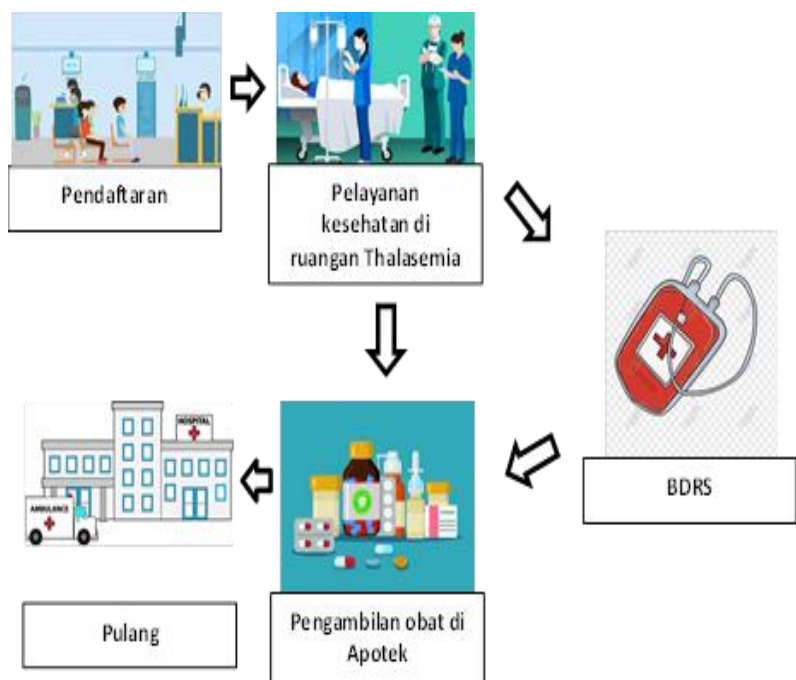 Pendaftaran
Pelayanan
kesehatan di
ruangan Thalasemia
BDRS
HOSPITAL
AMBULANCE
Pengambilan obat di
Apotek
Pulang